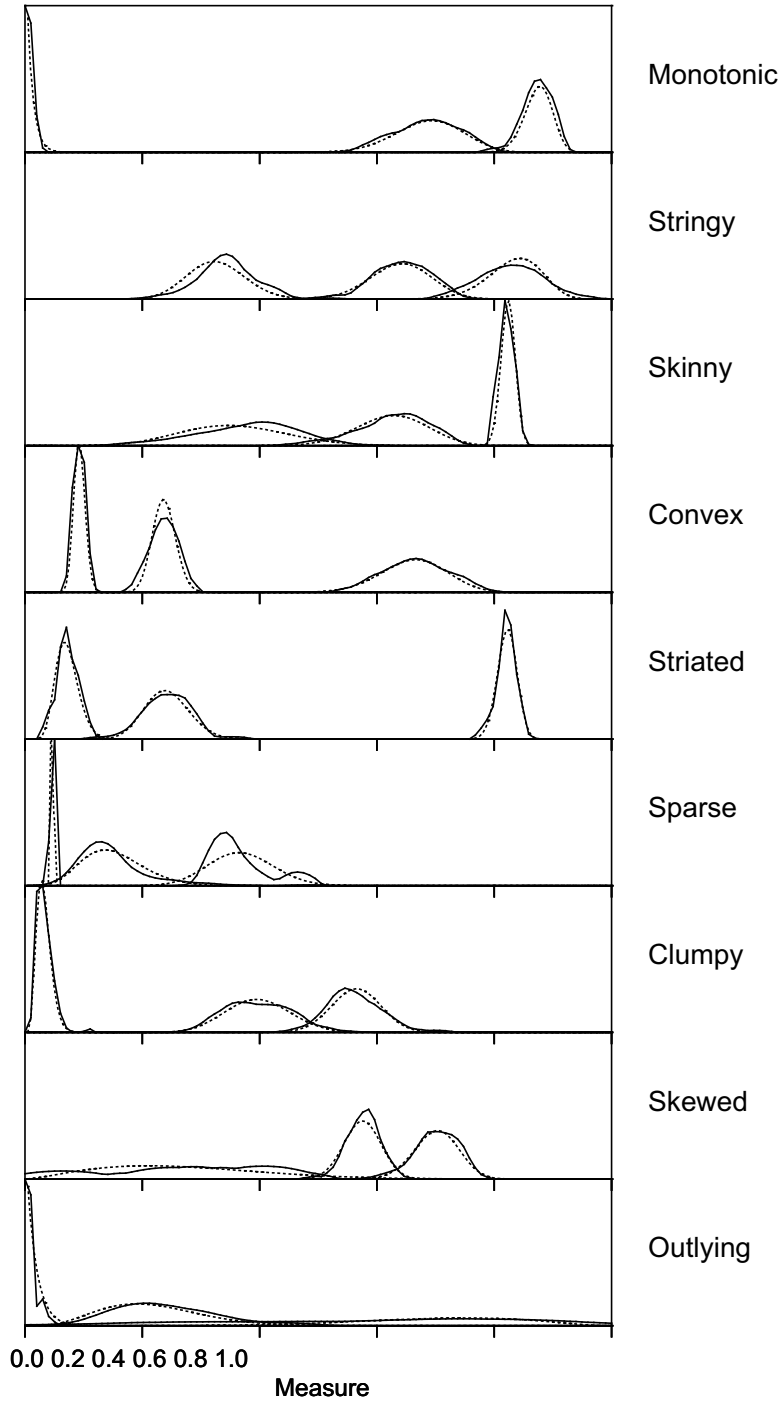 Monotonic
Stringy
Skinny
Convex
Striated
Sparse
Clumpy
Skewed
Outlying
0.0 0.2 0.4 0.6 0.8 1.0
Measure